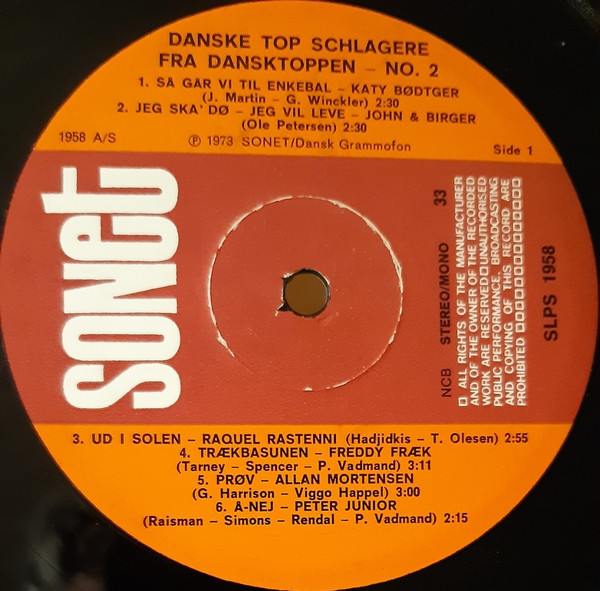 DANSKE TOP SCHLAGERE
FRA DANSKTOPPEN – NO. 2
1. SÅ GÅR VI TIL ENKEBAL – KATY BØDTGER
(J. Martin – G. Winckler) 2:30
2. JEG SKA' DØ – JEG VIL LEVE – JOHN & BIRGER
(Ole Petersen) 2:30
1958 A/S
Ⓟ 1973 SONET/Dansk Grammofon
Side 1
SONET
NCB STEREO/MONO 33
□ ALL RIGHTS OF THE MANUFACTURER
AND OF THE OWNER OF THE RECORDED
WORK ARE RESERVED□UNAUTHORISED
PUBLIC PERFORMANCE, BROADCASTING
AND COPYING OF THIS RECORD ARE
PROHIBITED □□□□□□□□□□□□□
SLPS 1958
3. UD I SOLEN – RAQUEL RASTENNI (Hadjidkis – T. Olesen) 2:55
4. TRÆKBASUNEN – FREDDY FRÆK
(Tarney – Spencer – P. Vadmand) 3:11
5. PRØV – ALLAN MORTENSEN
(G. Harrison – Viggo Happel) 3:00
6. Å-NEJ – PETER JUNIOR
(Raisman – Simons – Rendal – P. Vadmand) 2:15